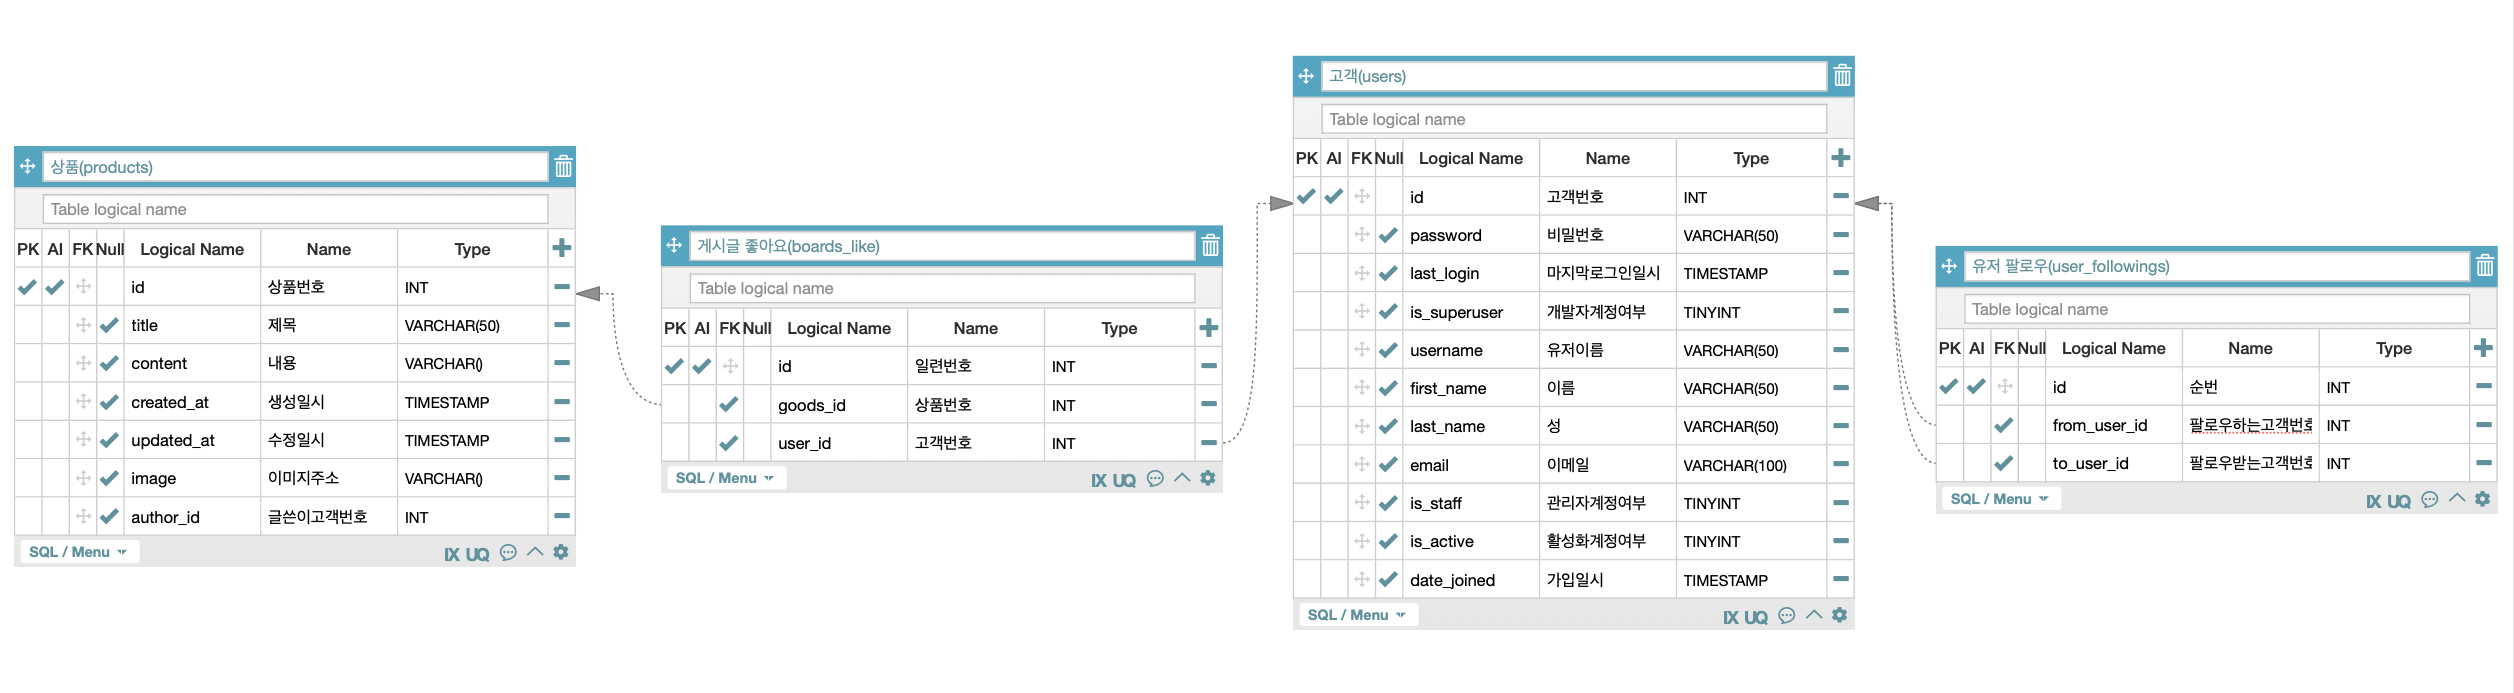 상품(products)
Table logical name
PK AI FK Null Logical Name Name Type
id 상품번호 INT
title 제목 VARCHAR(50)
content 내용 VARCHAR()
created_at 생성일시 TIMESTAMP
updated_at 수정일시 TIMESTAMP
image 이미지주소 VARCHAR()
author_id 글쓴이고객번호 INT
SQL / Menu IX UQ
게시글 좋아요(boards_like)
Table logical name
PK AI FK Null Logical Name Name Type
id 일련번호 INT
goods_id 상품번호 INT
user_id 고객번호 INT
SQL / Menu IX UQ
고객(users)
Table logical name
PK AI FK Null Logical Name Name Type
id 고객번호 INT
password 비밀번호 VARCHAR(50)
last_login 마지막로그인일시 TIMESTAMP
is_superuser 개발자계정여부 TINYINT
username 유저이름 VARCHAR(50)
first_name 이름 VARCHAR(50)
last_name 성 VARCHAR(50)
email 이메일 VARCHAR(100)
is_staff 관리자계정여부 TINYINT
is_active 활성화계정여부 TINYINT
date_joined 가입일시 TIMESTAMP
SQL / Menu IX UQ
유저 팔로우(user_followings)
Table logical name
PK AI FK Null Logical Name Name Type
id 순번 INT
from_user_id 팔로우하는고객번호 INT
to_user_id 팔로우받는고객번호 INT
SQL / Menu IX UQ